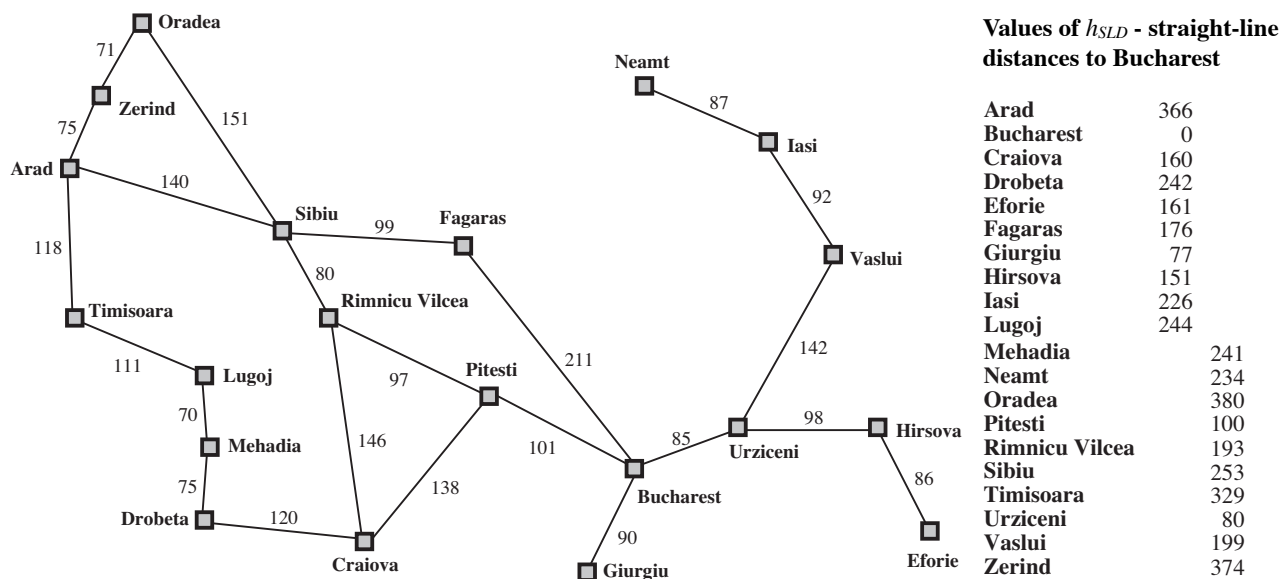 Oradea
71
Neamt
Zerind
87
151
75
Iasi
Arad
140
92
Sibiu
Fagaras
99
118
Vaslui
80
Timisoara
Rimnicu Vilcea
142
111
211
Lugoj
97
Pitesti
70
98
Hirsova
146
85
Mehadia
101
Urziceni
86
138
75
Bucharest
Drobeta
120
90
Eforie
Craiova
Giurgiu
Values of hSLD - straight-line
distances to Bucharest
Arad 366
Bucharest 0
Craiova 160
Drobeta 242
Eforie 161
Fagaras 176
Giurgiu 77
Hirsova 151
Iasi 226
Lugoj 244
Mehadia 241
Neamt 234
Oradea 380
Pitesti 100
Rimnicu Vilcea 193
Sibiu 253
Timisoara 329
Urziceni 80
Vaslui 199
Zerind 374